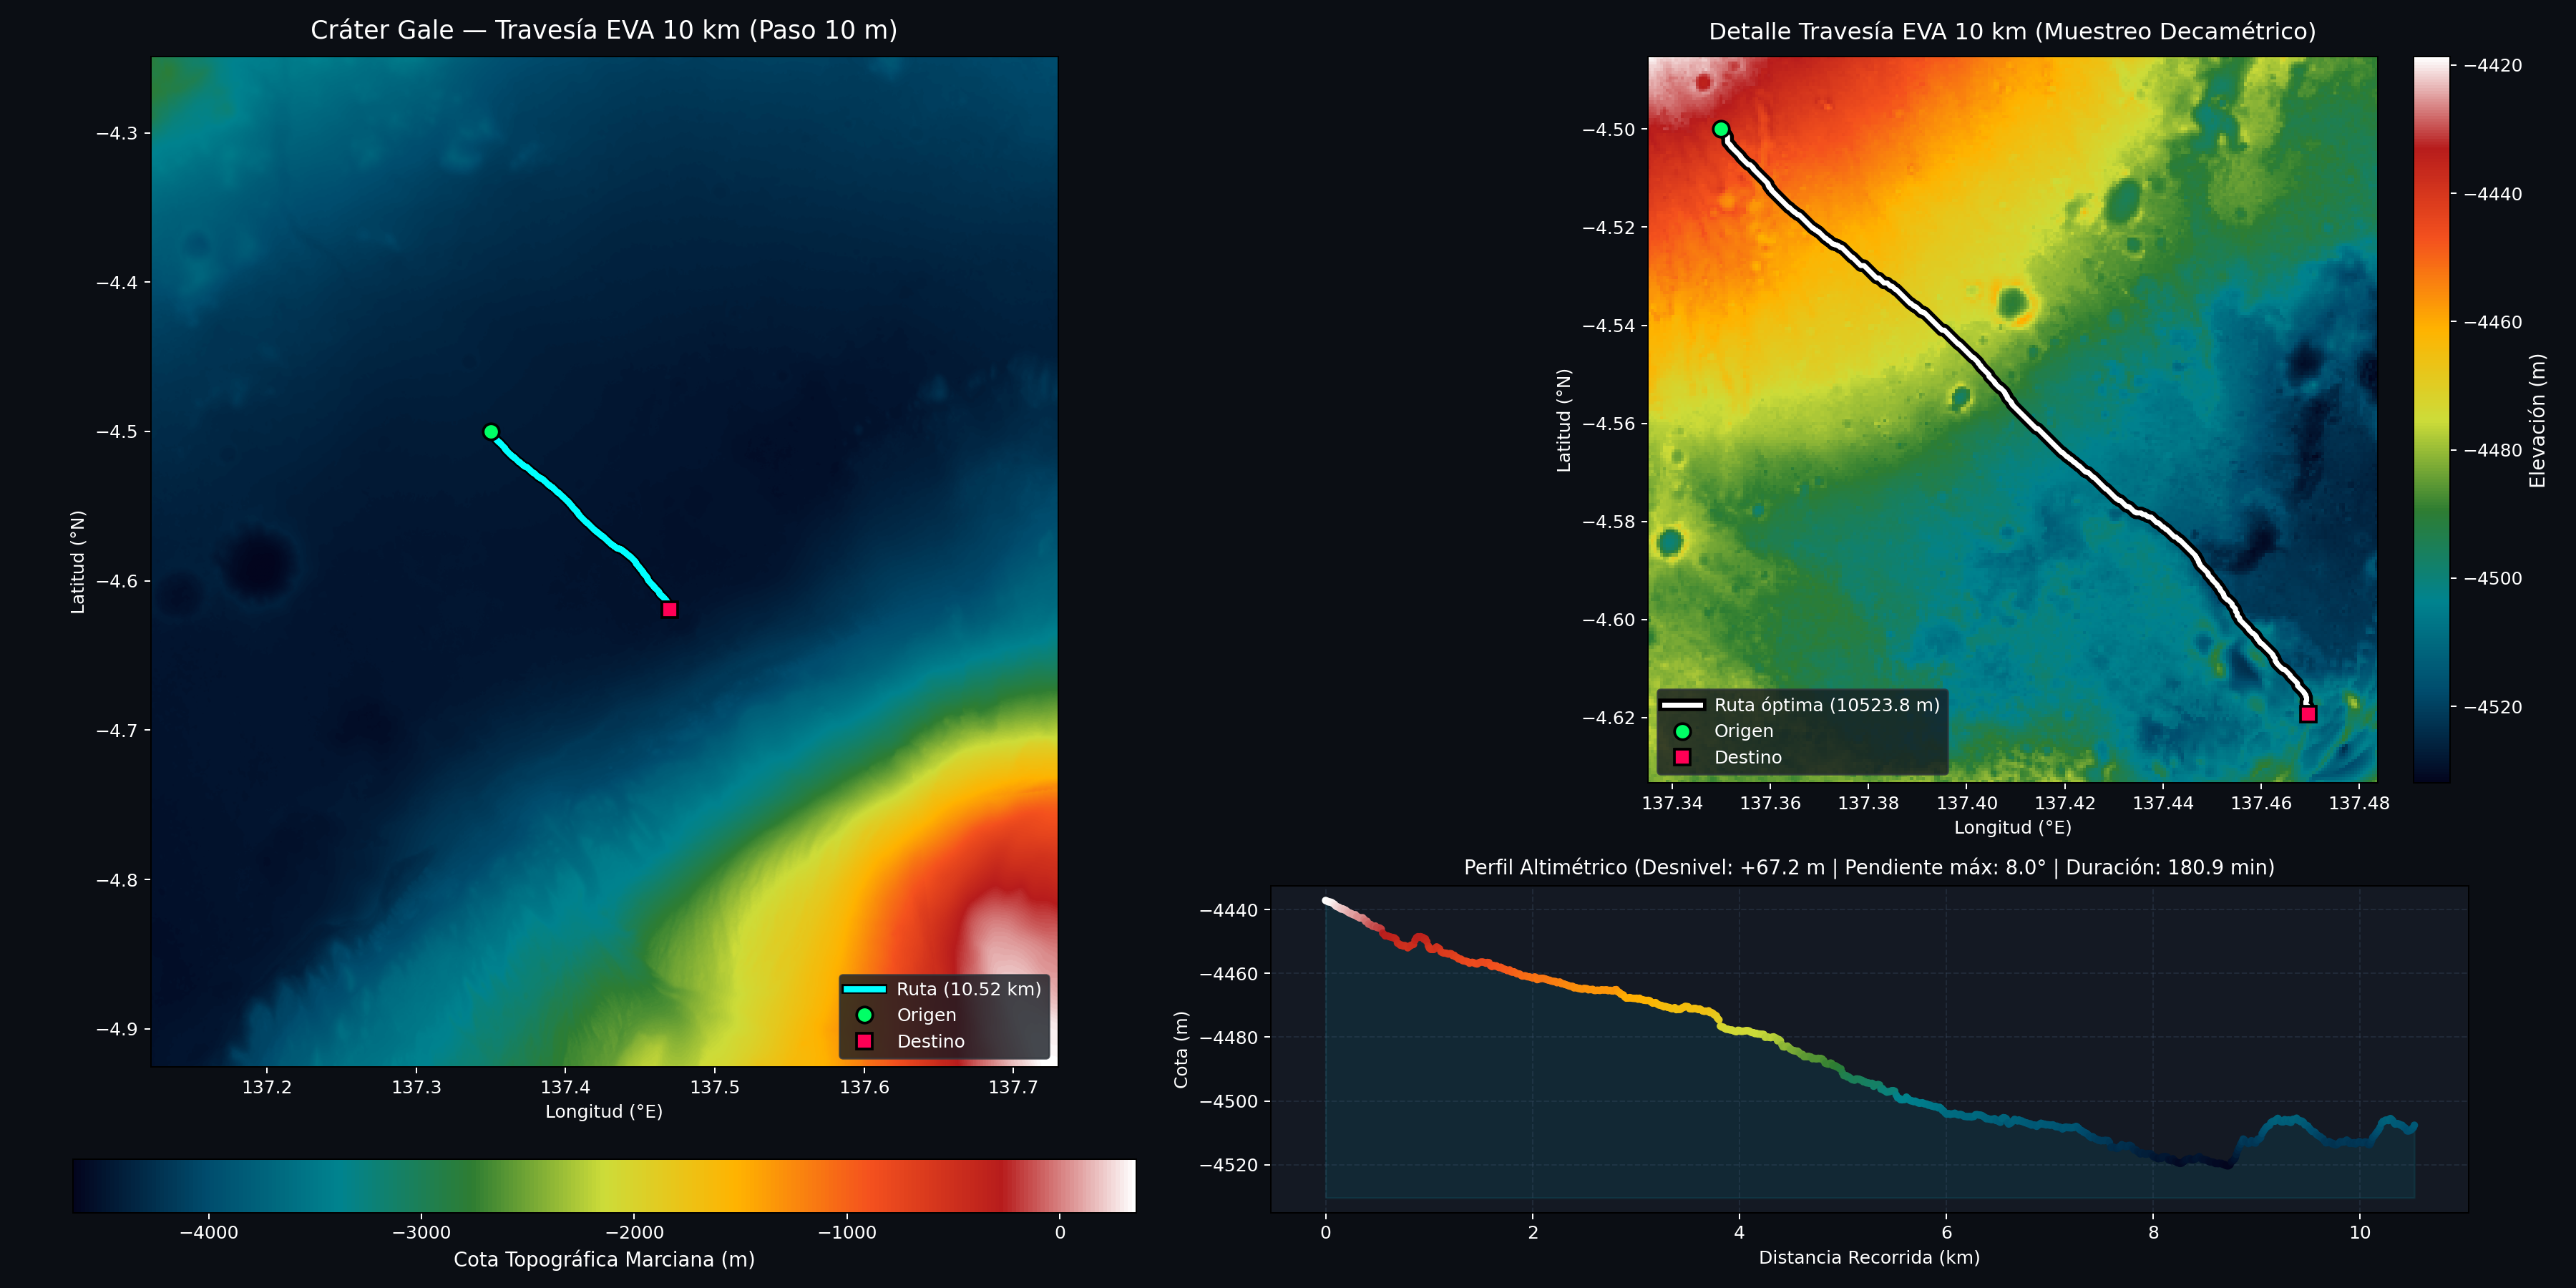 Cráter Gale — Travesía EVA 10 km (Paso 10 m)
−4.3
−4.4
−4.5
−4.6
−4.7
−4.8
−4.9
Latitud (°N)
137.2 137.3 137.4 137.5 137.6 137.7
Longitud (°E)
Ruta (10.52 km)
Origen
Destino
−4000 −3000 −2000 −1000 0
Cota Topográfica Marciana (m)
Detalle Travesía EVA 10 km (Muestreo Decamétrico)
−4.50
−4.52
−4.54
−4.56
−4.58
−4.60
−4.62
Latitud (°N)
137.34 137.36 137.38 137.40 137.42 137.44 137.46 137.48
Longitud (°E)
Ruta óptima (10523.8 m)
Origen
Destino
−4420
−4440
−4460
−4480
−4500
−4520
Elevación (m)
Perfil Altimétrico (Desnivel: +67.2 m | Pendiente máx: 8.0° | Duración: 180.9 min)
−4440
−4460
−4480
−4500
−4520
Cota (m)
0 2 4 6 8 10
Distancia Recorrida (km)